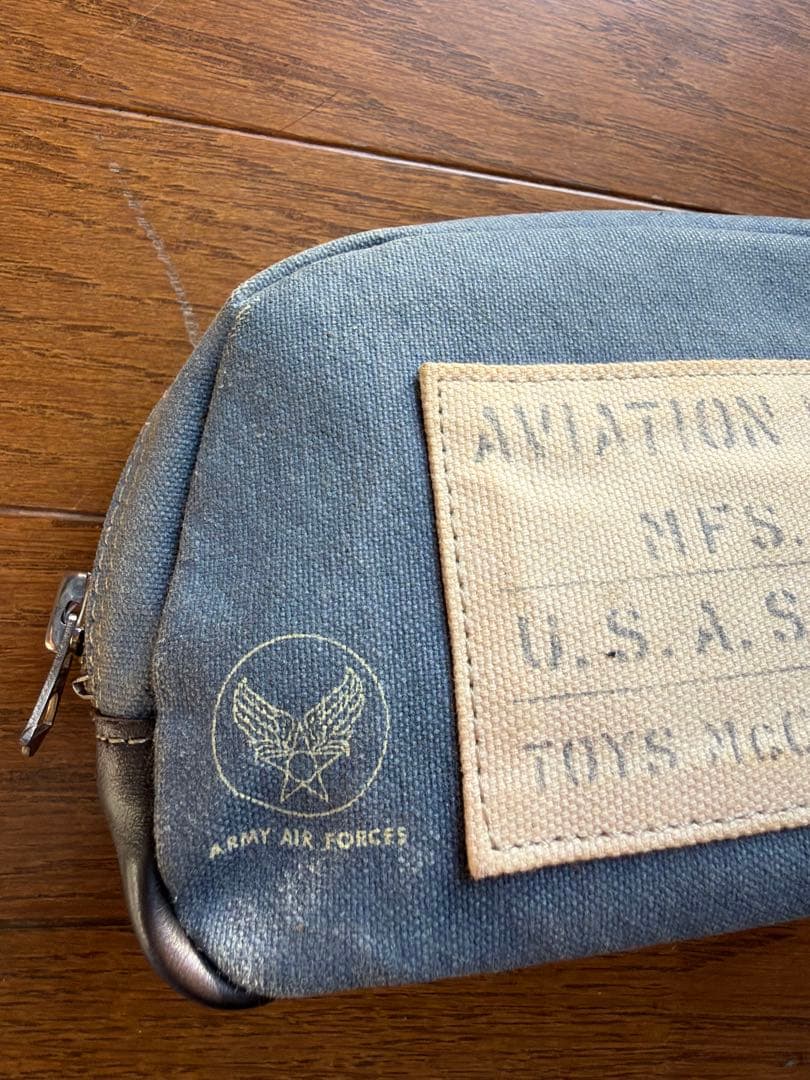 AVIATION
MFS.
U.S.A.S
TOYS McC
ARMY AIR FORCES